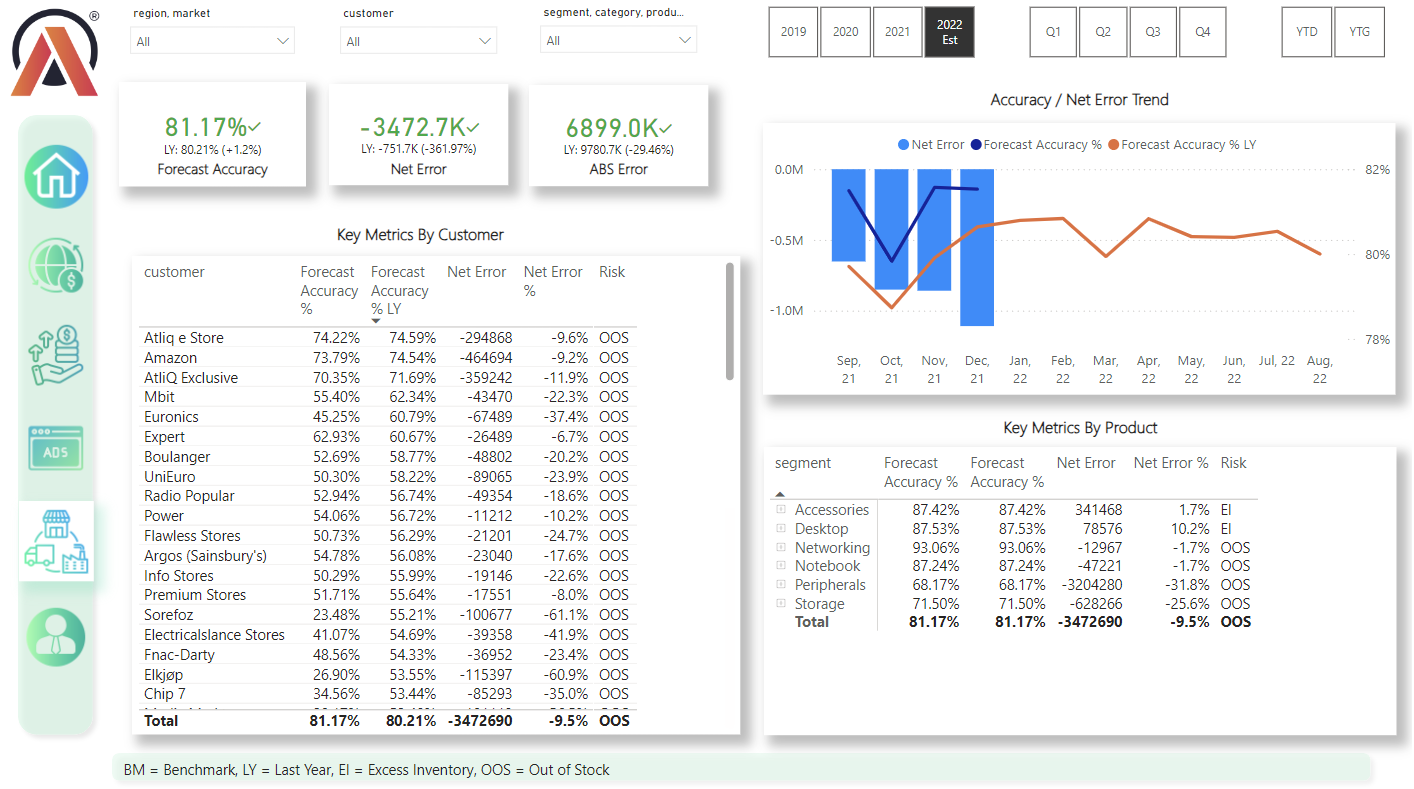 ®
region, market
customer
segment, category, produ...
All
All
All
2019
2020
2021
2022
Est
Q1
Q2
Q3
Q4
YTD
YTG
81.17%
LY: 80.21% (+1.2%)
Forecast Accuracy
-3472.7K
LY: -751.7K (-361.97%)
Net Error
6899.0K
LY: 9780.7K (-29.46%)
ABS Error
Accuracy / Net Error Trend
Net Error Forecast Accuracy % Forecast Accuracy % LY
0.0M
-0.5M
-1.0M
82%
80%
78%
Sep, Oct, Nov, Dec, Jan, Feb, Mar, Apr, May, Jun, Jul, 22 Aug,
21 21 21 21 22 22 22 22 22 22 22
ADS
Key Metrics By Customer
customer Forecast Forecast Net Error Net Error Risk
Accuracy Accuracy %
% % LY
Atliq e Store 74.22% 74.59% -294868 -9.6% OOS
Amazon 73.79% 74.54% -464694 -9.2% OOS
AtliQ Exclusive 70.35% 71.69% -359242 -11.9% OOS
Mbit 55.40% 62.34% -43470 -22.3% OOS
Euronics 45.25% 60.79% -67489 -37.4% OOS
Expert 62.93% 60.67% -26489 -6.7% OOS
Boulanger 52.69% 58.77% -48802 -20.2% OOS
UniEuro 50.30% 58.22% -89065 -23.9% OOS
Radio Popular 52.94% 56.74% -49354 -18.6% OOS
Power 54.06% 56.72% -11212 -10.2% OOS
Flawless Stores 50.73% 56.29% -21201 -24.7% OOS
Argos (Sainsbury's) 54.78% 56.08% -23040 -17.6% OOS
Info Stores 50.29% 55.99% -19146 -22.6% OOS
Premium Stores 51.71% 55.64% -17551 -8.0% OOS
Sorefoz 23.48% 55.21% -100677 -61.1% OOS
Electricalslance Stores 41.07% 54.69% -39358 -41.9% OOS
Fnac-Darty 48.56% 54.33% -36952 -23.4% OOS
Elkjøp 26.90% 53.55% -115397 -60.9% OOS
Chip 7 34.56% 53.44% -85293 -35.0% OOS
Total 81.17% 80.21% -3472690 -9.5% OOS
Key Metrics By Product
segment Forecast Forecast Net Error Net Error % Risk
Accuracy % Accuracy %
Accessories 87.42% 87.42% 341468 1.7% EI
Desktop 87.53% 87.53% 78576 10.2% EI
Networking 93.06% 93.06% -12967 -1.7% OOS
Notebook 87.24% 87.24% -47221 -1.7% OOS
Peripherals 68.17% 68.17% -3204280 -31.8% OOS
Storage 71.50% 71.50% -628266 -25.6% OOS
Total 81.17% 81.17% -3472690 -9.5% OOS
BM = Benchmark, LY = Last Year, EI = Excess Inventory, OOS = Out of Stock